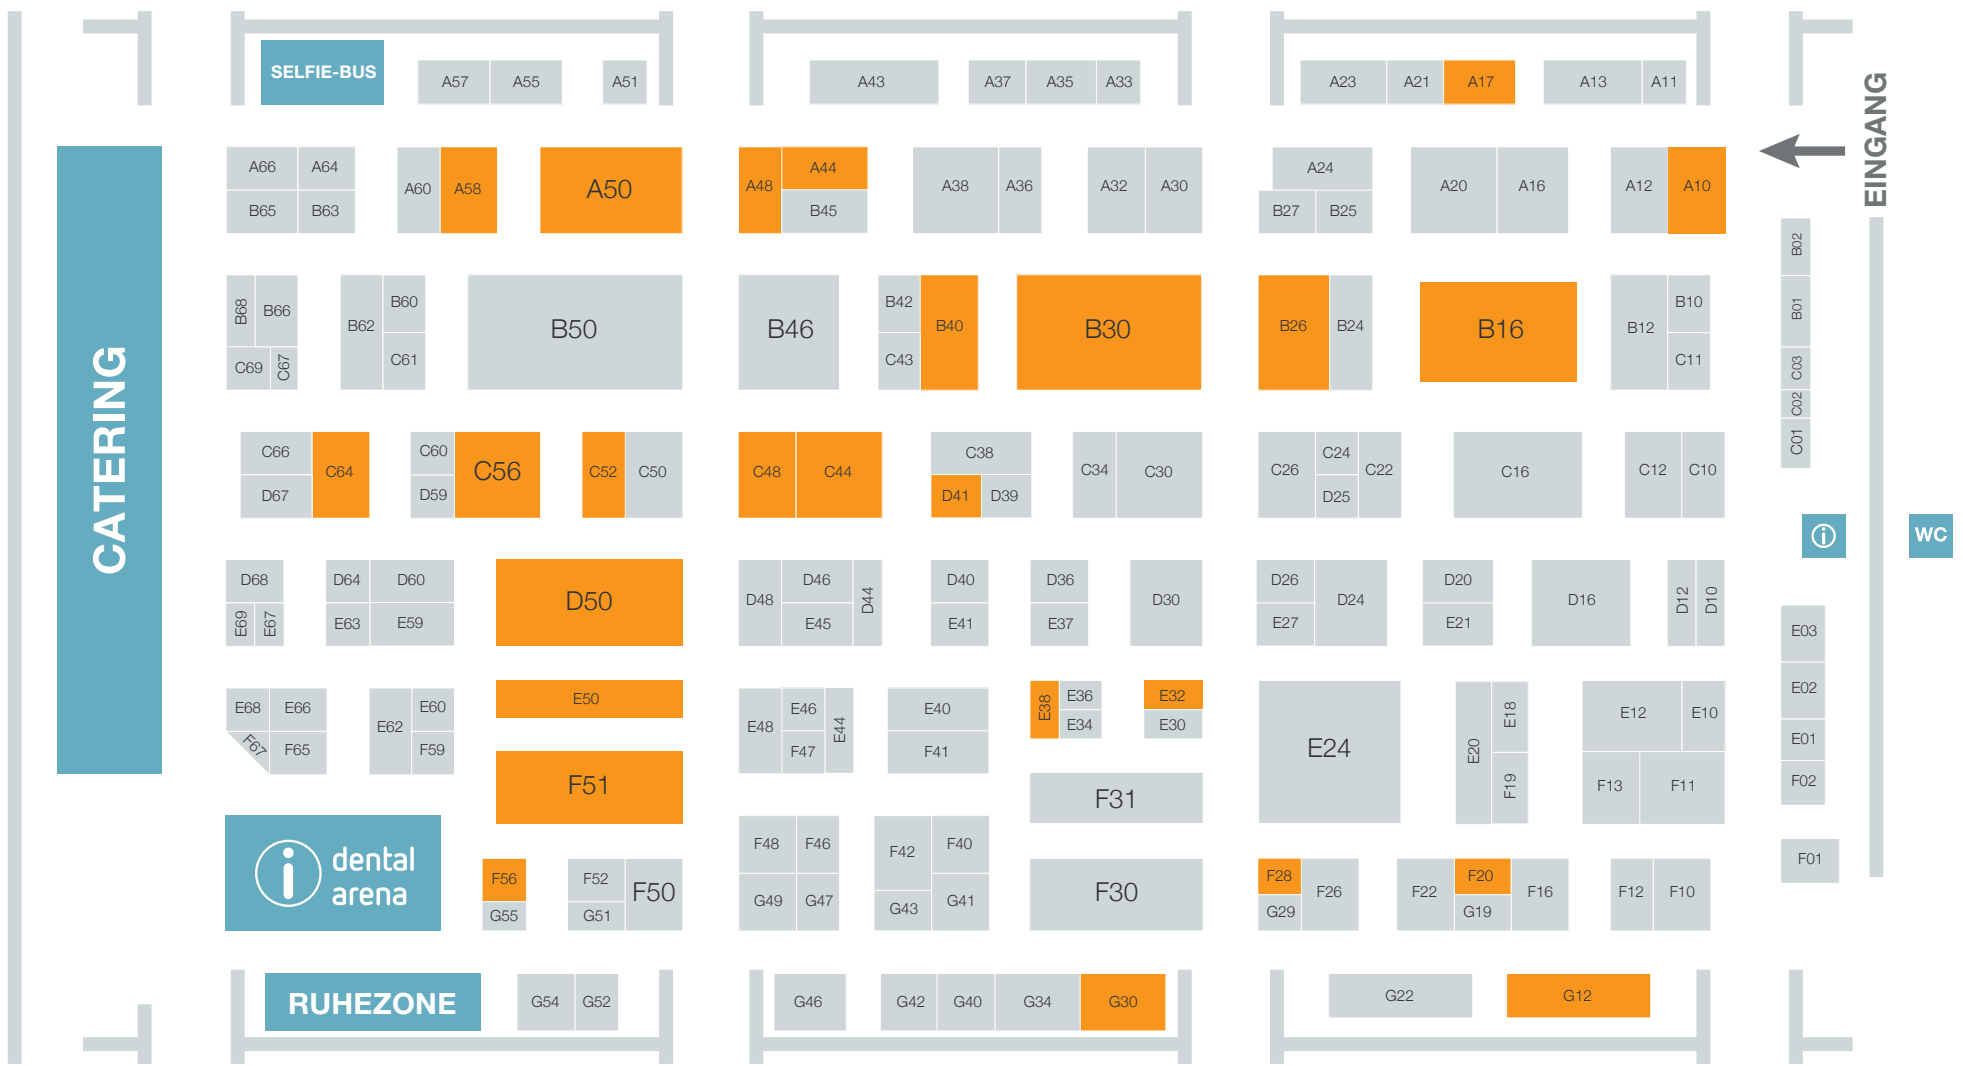 SELFIE-BUS
A57 A55 A51 A43 A37 A35 A33 A23 A21 A17 A13 A11
EINGANG
A66 A64 A60 A58 A50 A48 A44 A38 A36 A32 A30 A24 A20 A16 A12 A10
B65 B63 B45 B27 B25
B02
B01
C03
C02
C01
B68 B66 B62 B60 B50 B46 B42 B40 B30 B26 B24 B16 B12 B10
C69 C67 C61 C43 C11
CATERING
C66 C64 C60 C56 C52 C50 C48 C44 C38 C34 C30 C26 C24 C22 C16 C12 C10
D67 D59 D41 D39 D25
WC
D68 D64 D60 D50 D48 D46 D44 D40 D36 D30 D26 D24 D20 D16 D12 D10
E69 E67 E63 E59 E45 E41 E37 E27 E21
E03
E02
E01
F02
F01
E68 E66 E62 E60 E50 E48 E46 E44 E40 E38 E36 E32 E24 E20 E18 E12 E10
E34 E30
F67 F65 F59 F51 F47 F41 F31 F19 F13 F11
dental
arena
F56 F52 F50 F48 F46 F42 F40 F30 F28 F26 F22 F20 F16 F12 F10
G55 G51 G49 G47 G43 G41 G29 G19
RUHEZONE
G54 G52 G46 G42 G40 G34 G30 G22 G12